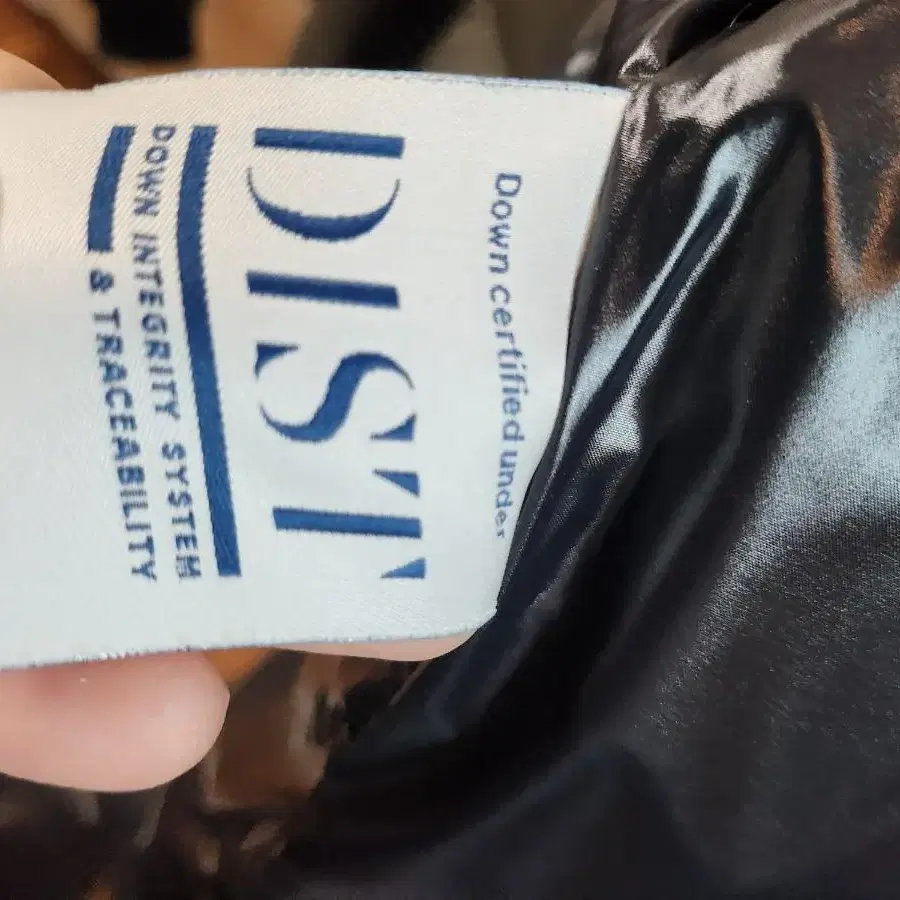 Down certified under
DIST
DOWN INTEGRITY SYSTEM
& TRACEABILITY